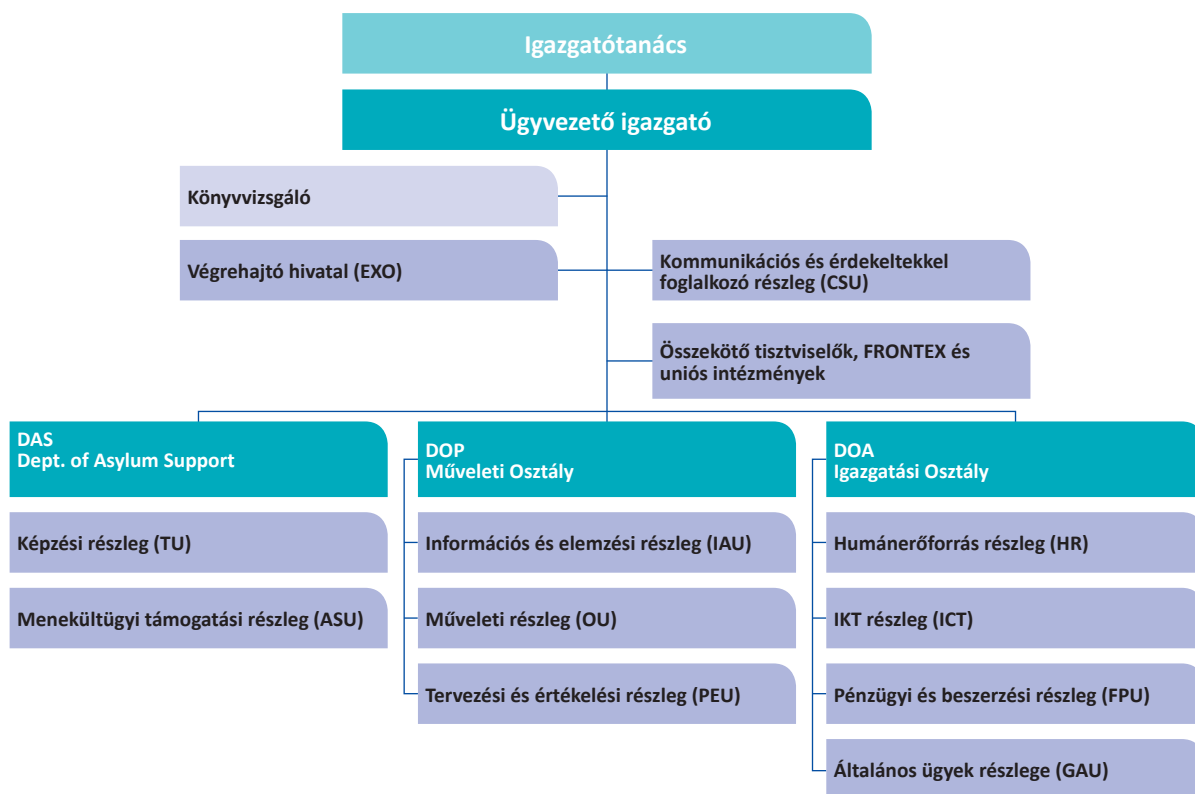 Igazgatótanács
Ügyvezető igazgató
Könyvvizsgáló
Végrehajtó hivatal (EXO)
Kommunikációs és érdekeltekkel
foglalkozó részleg (CSU)
Összekötő tisztviselők, FRONTEX és
uniós intézmények
DAS
Dept. of Asylum Support
Képzési részleg (TU)
Menekültügyi támogatási részleg (ASU)
DOP
Műveleti Osztály
Információs és elemzési részleg (IAU)
Műveleti részleg (OU)
Tervezési és értékelési részleg (PEU)
DOA
Igazgatási Osztály
Humánerőforrás részleg (HR)
IKT részleg (ICT)
Pénzügyi és beszerzési részleg (FPU)
Általános ügyek részlege (GAU)